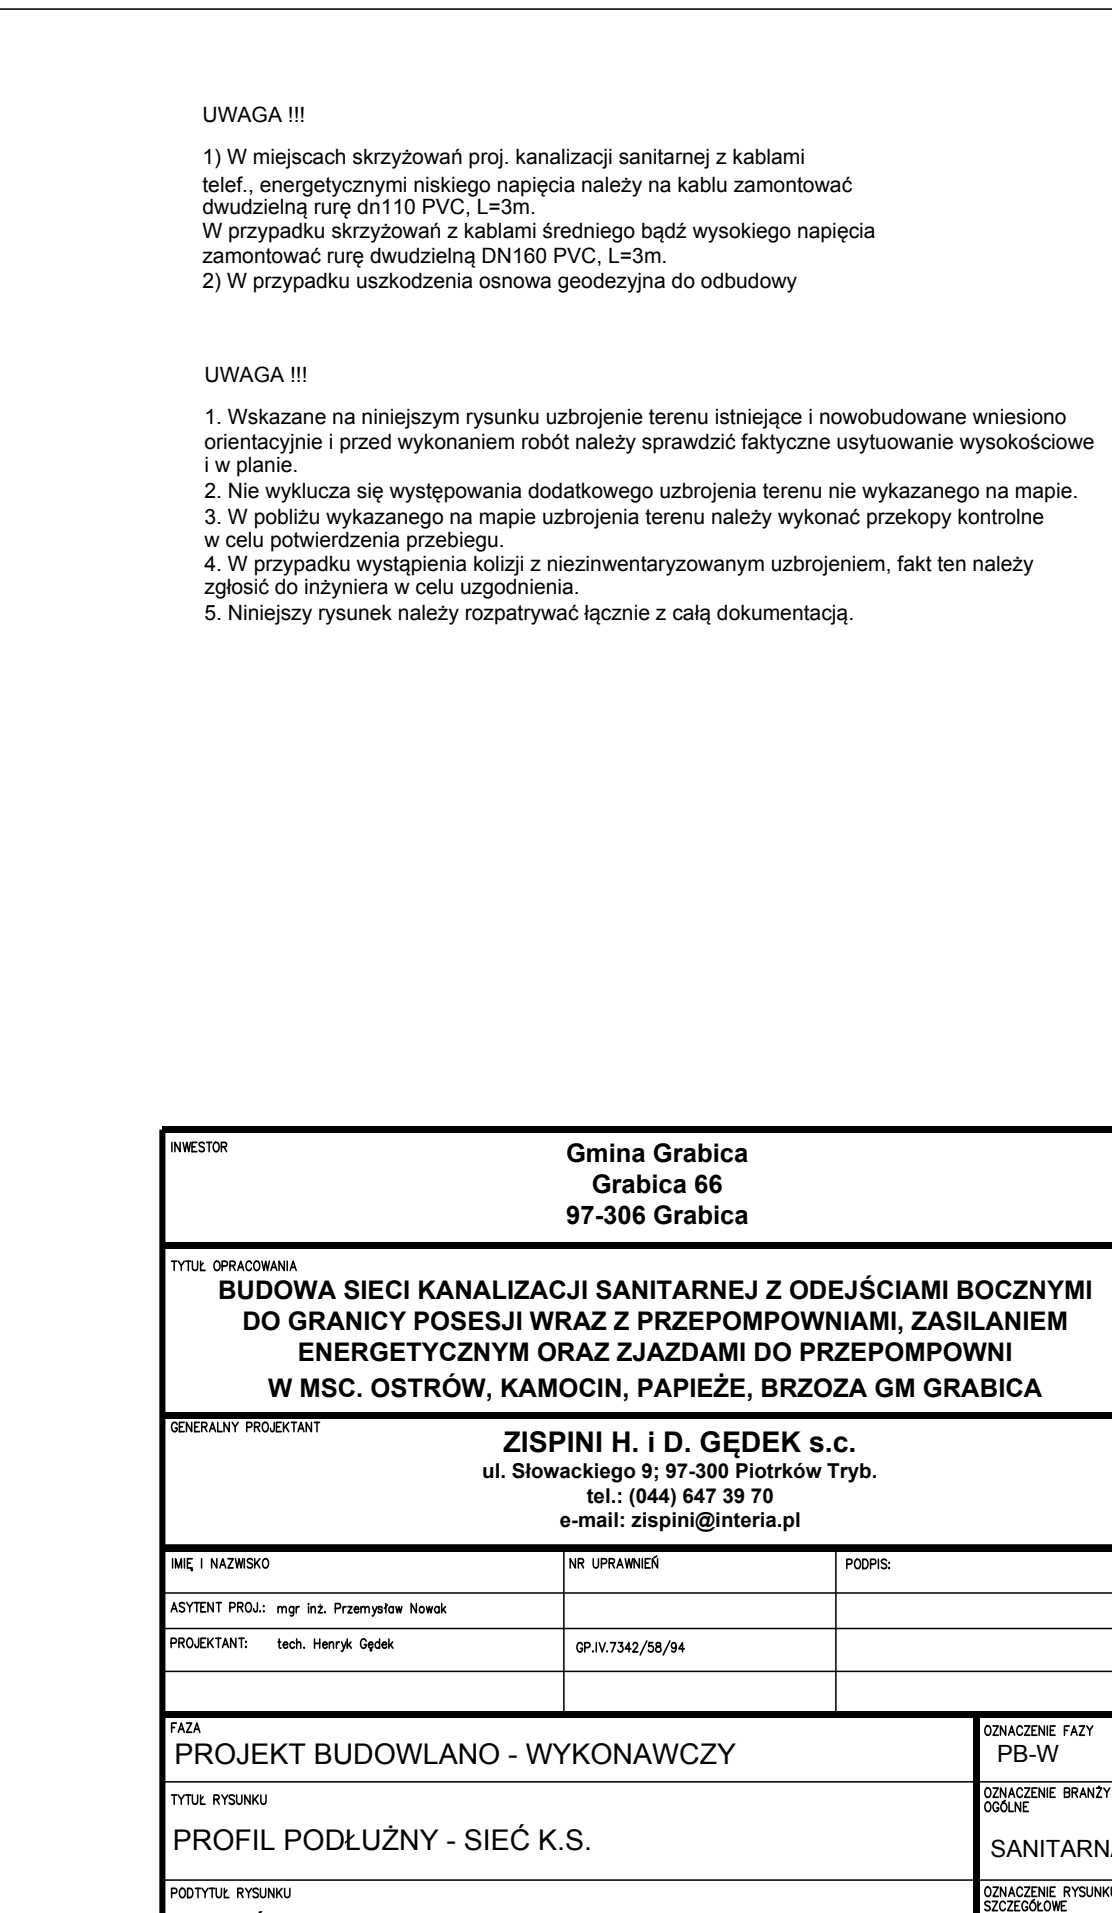 UWAGA !!!
1) W miejscach skrzyżowań proj. kanalizacji sanitarnej z kablami
telef., energetycznymi niskiego napięcia należy na kablu zamontować
dwudzielną rurę dn110 PVC, L=3m.
W przypadku skrzyżowań z kablami średniego bądź wysokiego napięcia
zamontować rurę dwudzielną DN160 PVC, L=3m.
2) W przypadku uszkodzenia osnowa geodezyjna do odbudowy
UWAGA !!!
1. Wskazane na niniejszym rysunku uzbrojenie terenu istniejące i nowobudowane wniesiono
orientacyjnie i przed wykonaniem robót należy sprawdzić faktyczne usytuowanie wysokościowe
i w planie.
2. Nie wyklucza się występowania dodatkowego uzbrojenia terenu nie wykazanego na mapie.
3. W pobliżu wykazanego na mapie uzbrojenia terenu należy wykonać przekopy kontrolne
w celu potwierdzenia przebiegu.
4. W przypadku wystąpienia kolizji z niezinwentaryzowanym uzbrojeniem, fakt ten należy
zgłosić do inżyniera w celu uzgodnienia.
5. Niniejszy rysunek należy rozpatrywać łącznie z całą dokumentacją.
INWESTOR
Gmina Grabica
Grabica 66
97-306 Grabica
TYTUŁ OPRACOWANIA
BUDOWA SIECI KANALIZACJI SANITARNEJ Z ODEJŚCIAMI BOCZNYMI
DO GRANICY POSESJI WRAZ Z PRZEPOMPOWNIAMI, ZASILANIEM
ENERGETYCZNYM ORAZ ZJAZDAMI DO PRZEPOMPOWNI
W MSC. OSTRÓW, KAMOCIN, PAPIEŻE, BRZOZA GM GRABICA
GENERALNY PROJEKTANT
ZISPINI H. i D. GĘDEK s.c.
ul. Słowackiego 9; 97-300 Piotrków Tryb.
tel.: (044) 647 39 70
e-mail: zispini@interia.pl
IMIĘ I NAZWISKO NR UPRAWNIEŃ PODPIS:
ASYTENT PROJ.: mgr inż. Przemysław Nowak
PROJEKTANT: tech. Henryk Gędek GP.IV.7342/58/94
FAZA
PROJEKT BUDOWLANO - WYKONAWCZY
OZNACZENIE FAZY
PB-W
TYTUŁ RYSUNKU
PROFIL PODŁUŻNY - SIEĆ K.S.
OZNACZENIE BRANŻY
OGÓLNE
SANITARNA
PODTYTUŁ RYSUNKU
OZNACZENIE RYSUNKU
SZCZEGÓŁOWE